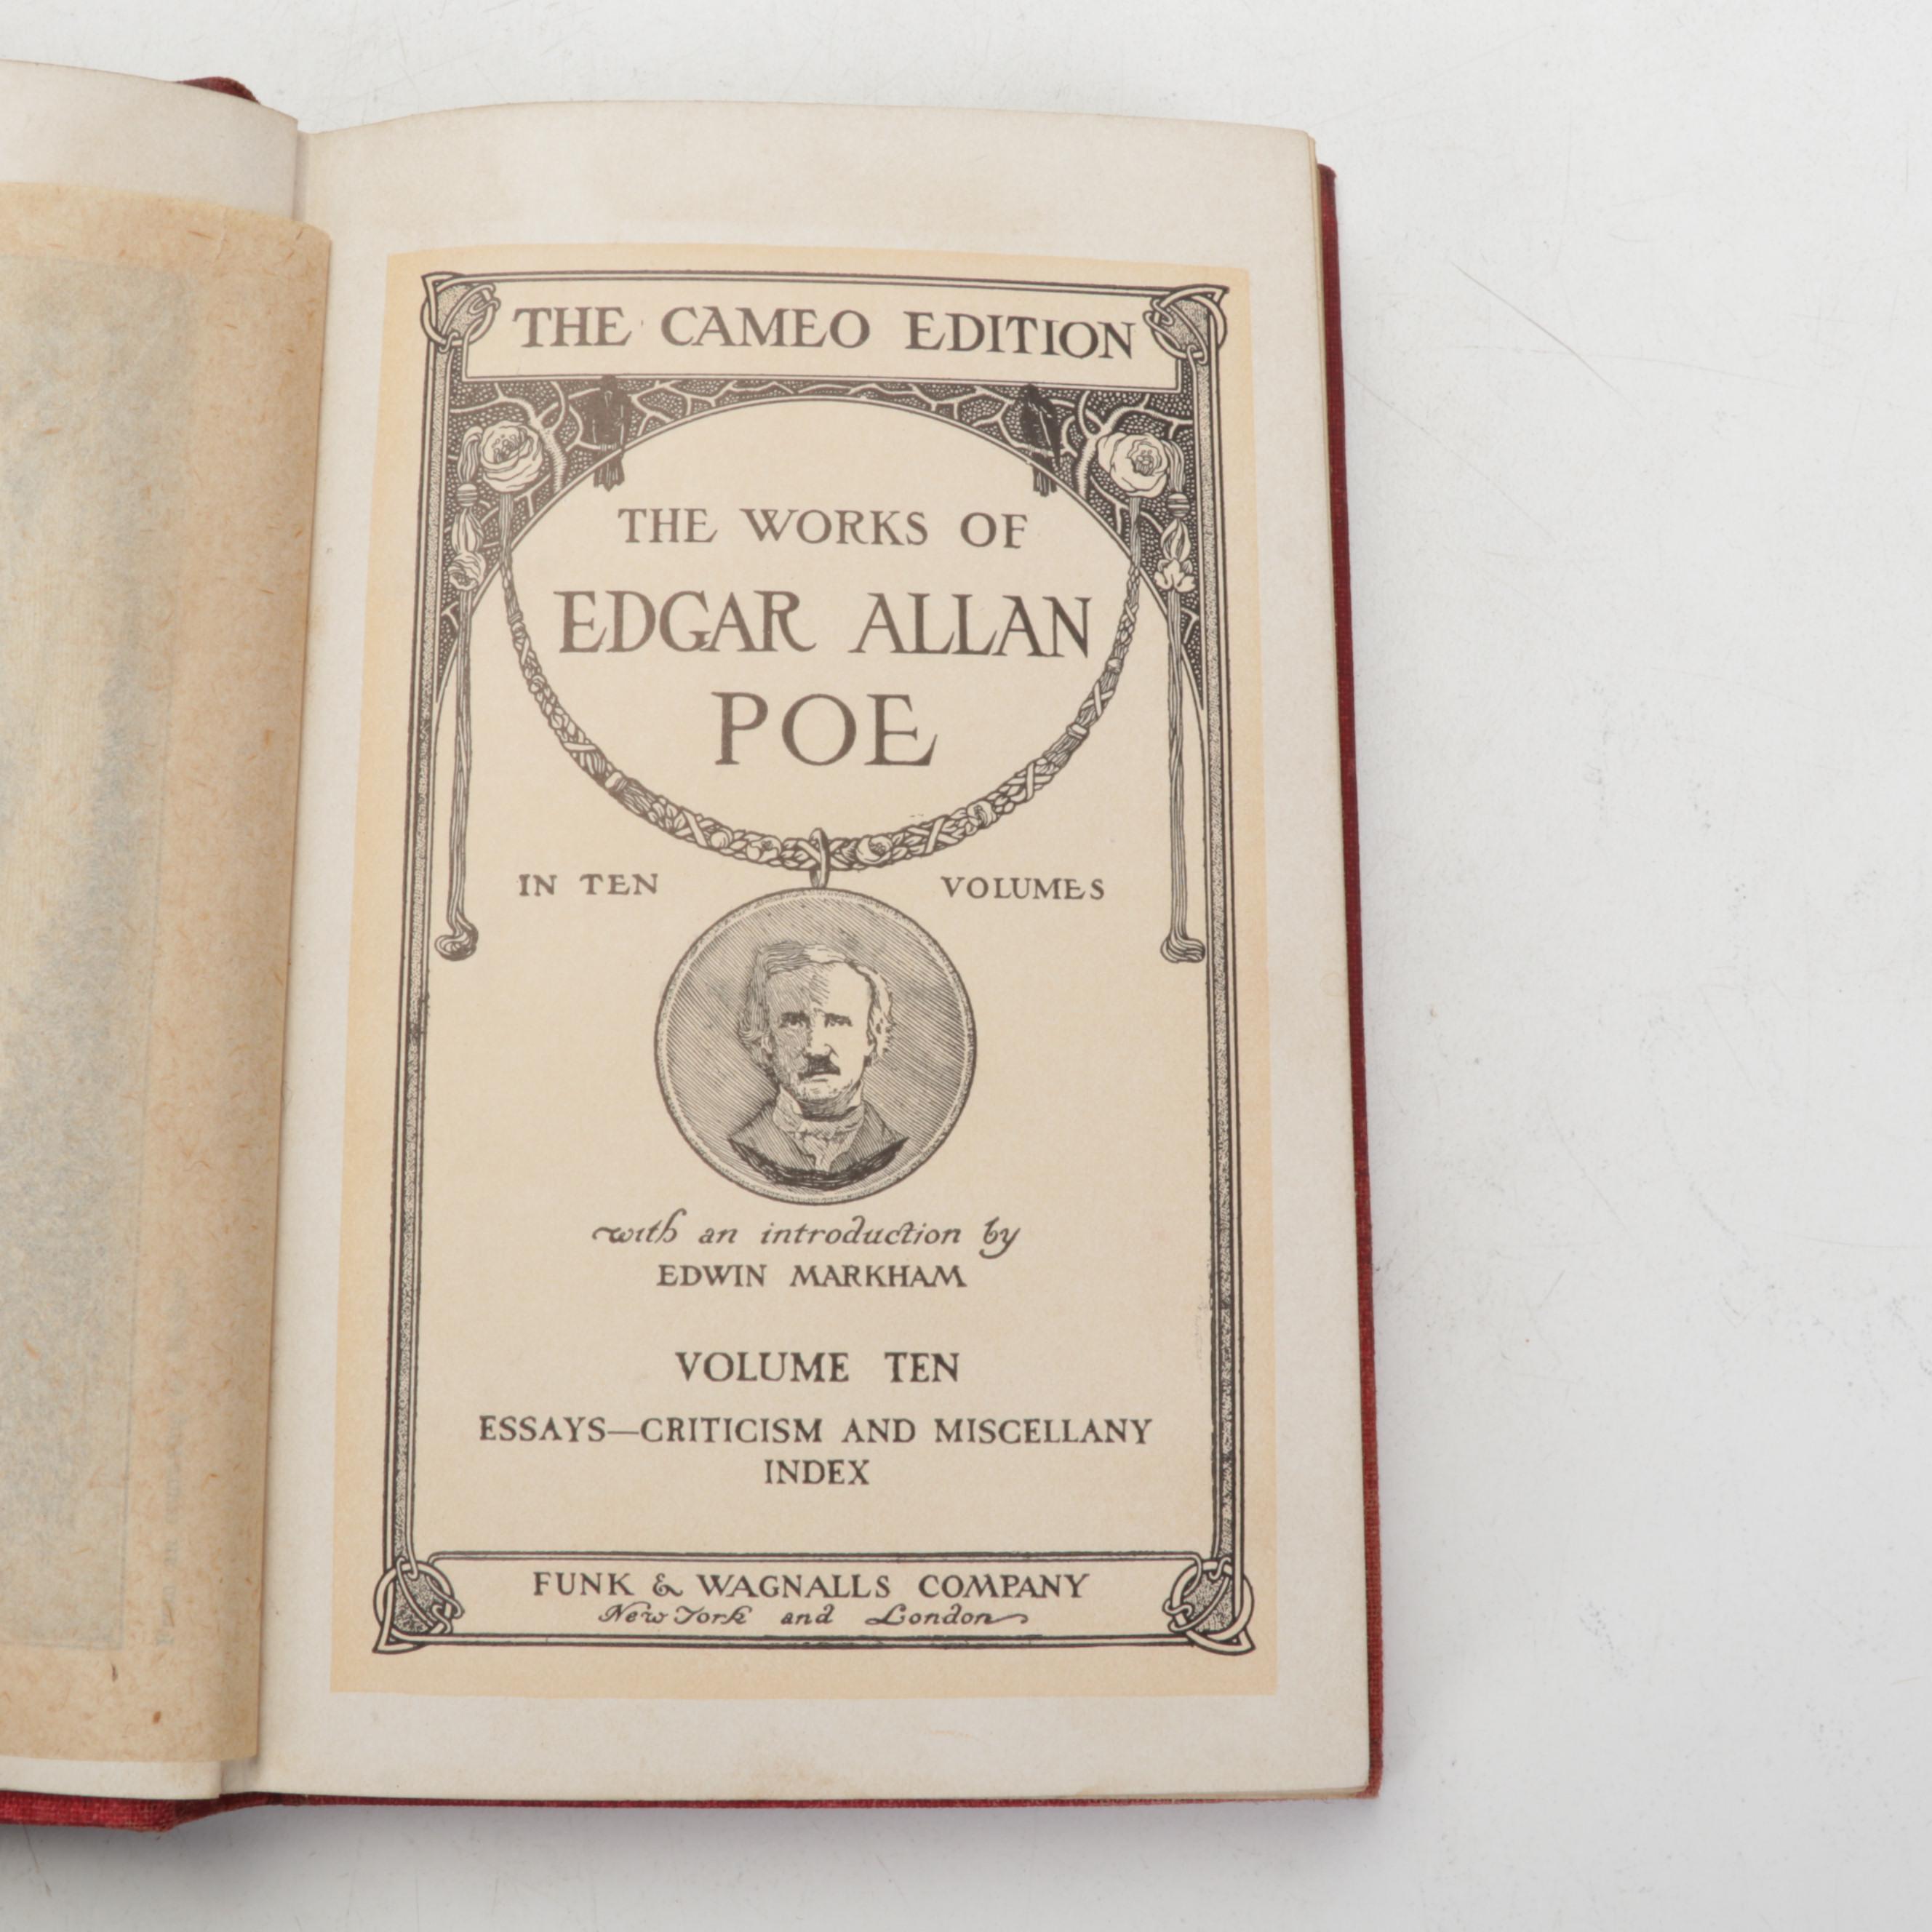 THE CAMEO EDITION
THE WORKS OF
EDGAR ALLAN
POE
IN TEN VOLUMES
with an introduction by
EDWIN MARKHAM
VOLUME TEN
ESSAYS—CRITICISM AND MISCELLANY
INDEX
FUNK & WAGNALLS COMPANY
New York and London